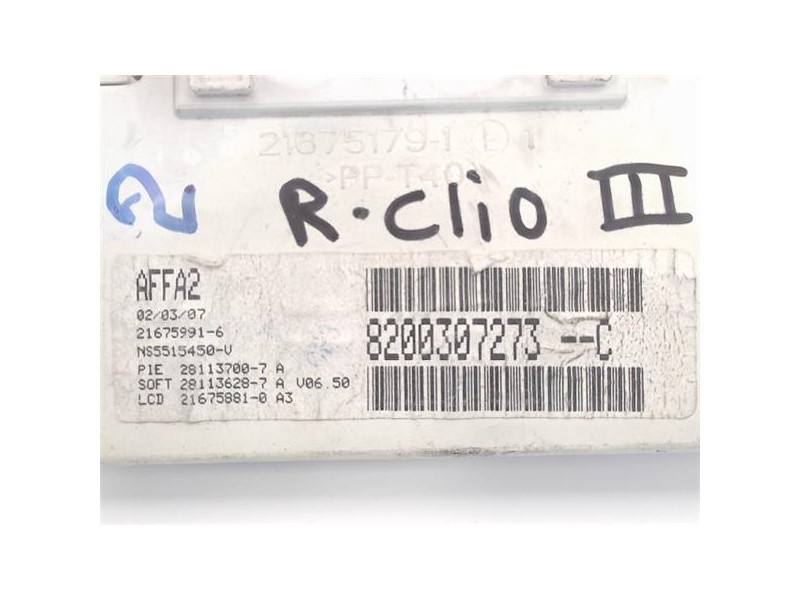 21675179-1 E 1
>PP-T40<
2
R. Clio III
AFFA2
02/03/07
21675991-6
NS5515450-V
PIE 28113700-7 A
SOFT 28113628-7 A V06.50
LCD 21675881-0 A3
8200307273 --C